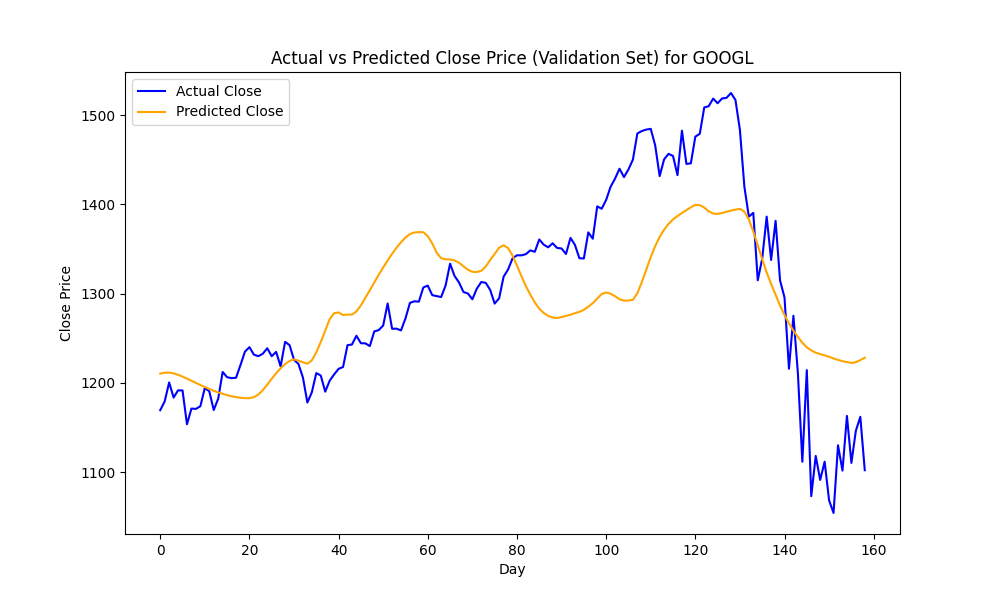 Actual vs Predicted Close Price (Validation Set) for GOOGL
Actual Close
Predicted Close
Close Price
1500
1400
1300
1200
1100
0 20 40 60 80 100 120 140 160
Day